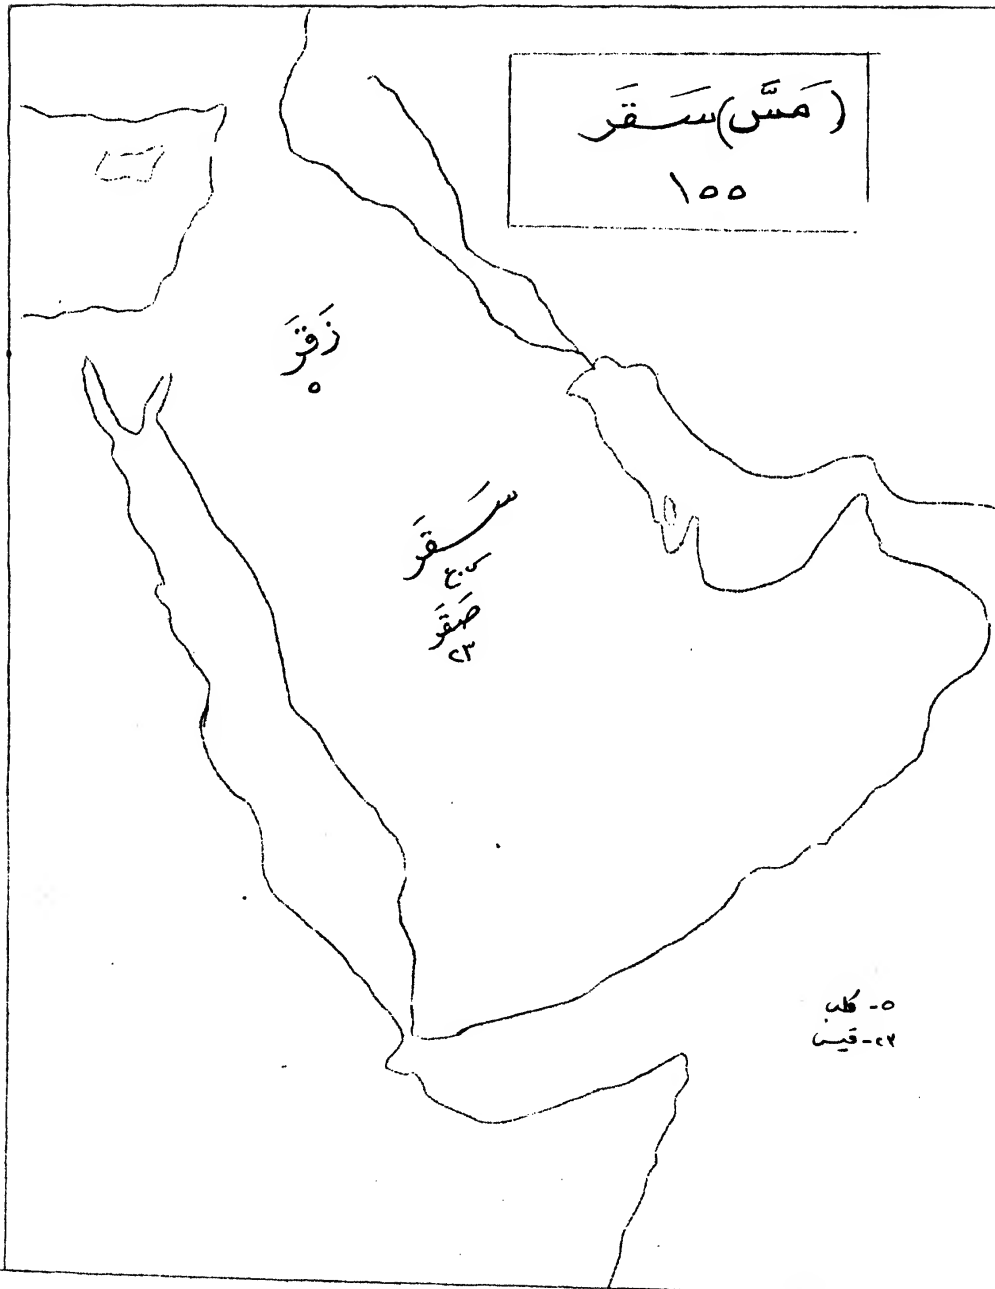 (مَسَّ) سَقَر
١٥٥
زَقَرَ
٥
سَقَرَ
س.ع
صَقَرَ
٢٣
٥- كلب
٢٣- قيس